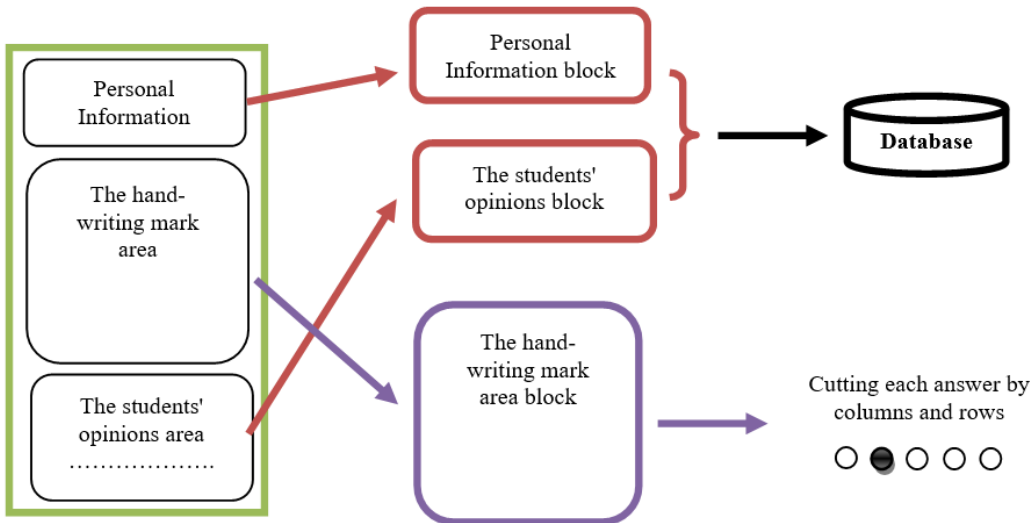 Personal
Information
The hand-
writing mark
area
The students'
opinions area
...................
Personal
Information block
The students'
opinions block
The hand-
writing mark
area block
Database
Cutting each answer by
columns and rows